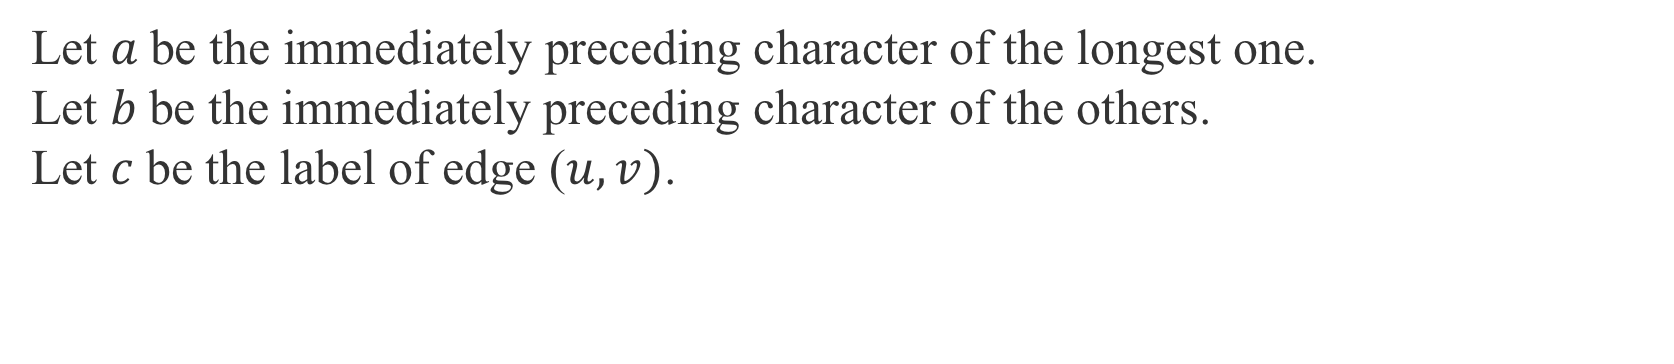 Let a be the immediately preceding character of the longest one.
Let b be the immediately preceding character of the others.
Let c be the label of edge (u, v).